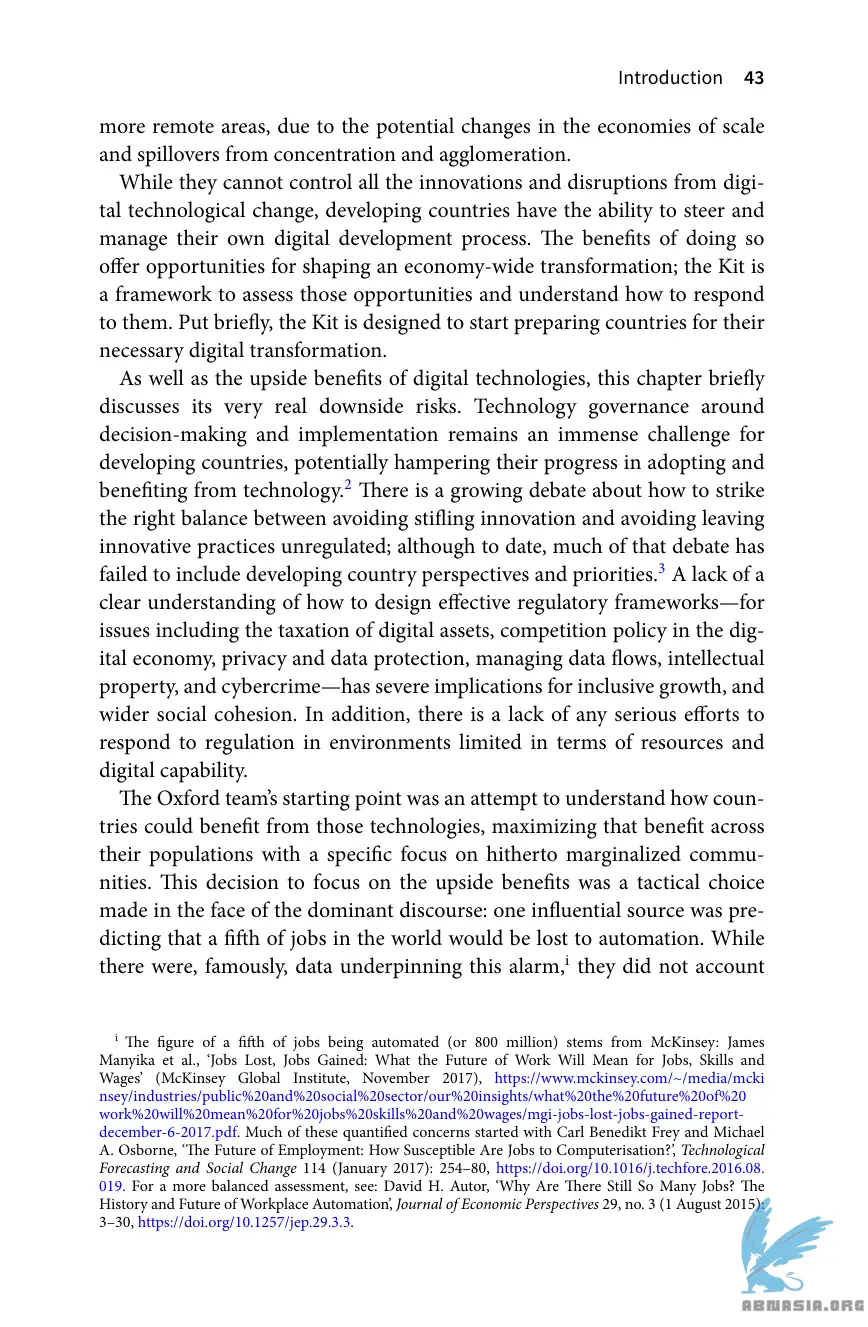 Introduction 43
more remote areas, due to the potential changes in the economies of scale
and spillovers from concentration and agglomeration.
While they cannot control all the innovations and disruptions from digi-
tal technological change, developing countries have the ability to steer and
manage their own digital development process. The benefits of doing so
offer opportunities for shaping an economy-wide transformation; the Kit is
a framework to assess those opportunities and understand how to respond
to them. Put briefly, the Kit is designed to start preparing countries for their
necessary digital transformation.
As well as the upside benefits of digital technologies, this chapter briefly
discusses its very real downside risks. Technology governance around
decision-making and implementation remains an immense challenge for
developing countries, potentially hampering their progress in adopting and
benefiting from technology.2 There is a growing debate about how to strike
the right balance between avoiding stifling innovation and avoiding leaving
innovative practices unregulated; although to date, much of that debate has
failed to include developing country perspectives and priorities.3 A lack of a
clear understanding of how to design effective regulatory frameworks—for
issues including the taxation of digital assets, competition policy in the dig-
ital economy, privacy and data protection, managing data flows, intellectual
property, and cybercrime—has severe implications for inclusive growth, and
wider social cohesion. In addition, there is a lack of any serious efforts to
respond to regulation in environments limited in terms of resources and
digital capability.
The Oxford team's starting point was an attempt to understand how coun-
tries could benefit from those technologies, maximizing that benefit across
their populations with a specific focus on hitherto marginalized commu-
nities. This decision to focus on the upside benefits was a tactical choice
made in the face of the dominant discourse: one influential source was pre-
dicting that a fifth of jobs in the world would be lost to automation. While
there were, famously, data underpinning this alarm,i they did not account
i The figure of a fifth of jobs being automated (or 800 million) stems from McKinsey: James
Manyika et al., 'Jobs Lost, Jobs Gained: What the Future of Work Will Mean for Jobs, Skills and
Wages' (McKinsey Global Institute, November 2017), https://www.mckinsey.com/~/media/mcki
nsey/industries/public%20and%20social%20sector/our%20insights/what%20the%20future%20of%20
work%20will%20mean%20for%20jobs%20skills%20and%20wages/mgi-jobs-lost-jobs-gained-report-
december-6-2017.pdf. Much of these quantified concerns started with Carl Benedikt Frey and Michael
A. Osborne, 'The Future of Employment: How Susceptible Are Jobs to Computerisation?', Technological
Forecasting and Social Change 114 (January 2017): 254–80, https://doi.org/10.1016/j.techfore.2016.08.
019. For a more balanced assessment, see: David H. Autor, 'Why Are There Still So Many Jobs? The
History and Future of Workplace Automation', Journal of Economic Perspectives 29, no. 3 (1 August 2015):
3–30, https://doi.org/10.1257/jep.29.3.3.
ABNASIA.ORG